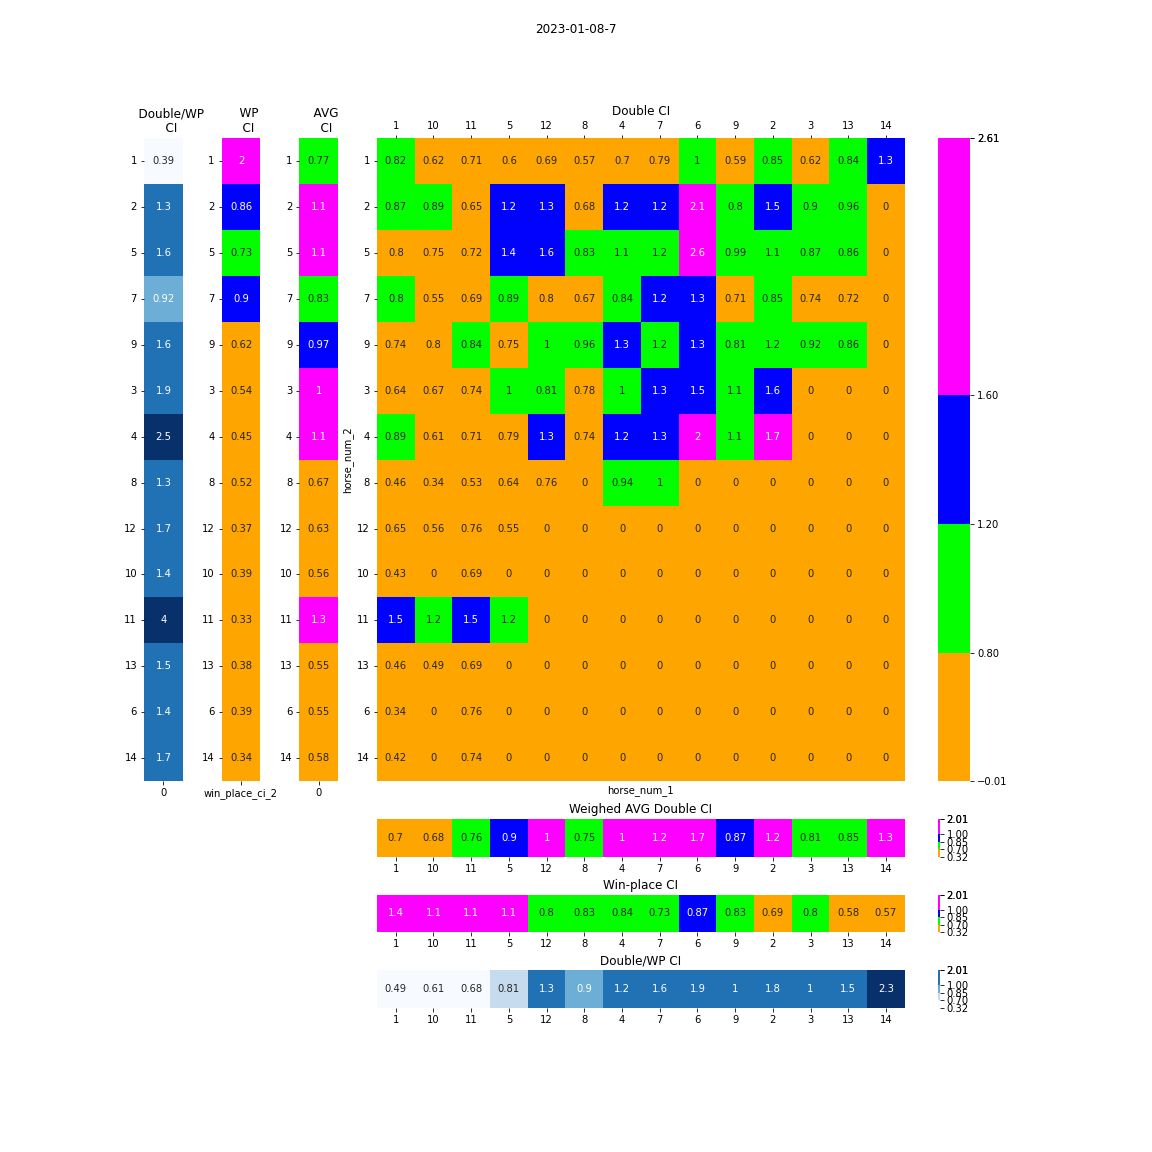 2023-01-08-7
Double/WP CI
WP CI
AVG CI
Double CI
1 10 11 5 12 8 4 7 6 9 2 3 13 14
2.61
1 0.39 1 2 1 0.77 1 0.82 0.62 0.71 0.6 0.69 0.57 0.7 0.79 1 0.59 0.85 0.62 0.84 1.3
2 1.3 2 0.86 2 1.1 2 0.87 0.89 0.65 1.2 1.3 0.68 1.2 1.2 2.1 0.8 1.5 0.9 0.96 0
5 1.6 5 0.73 5 1.1 5 0.8 0.75 0.72 1.4 1.6 0.83 1.1 1.2 2.6 0.99 1.1 0.87 0.86 0
7 0.92 7 0.9 7 0.83 7 0.8 0.55 0.69 0.89 0.8 0.67 0.84 1.2 1.3 0.71 0.85 0.74 0.72 0
9 1.6 9 0.62 9 0.97 9 0.74 0.8 0.84 0.75 1 0.96 1.3 1.2 1.3 0.81 1.2 0.92 0.86 0
3 1.9 3 0.54 3 1 3 0.64 0.67 0.74 1 0.81 0.78 1 1.3 1.5 1.1 1.6 0 0 0
1.60
4 2.5 4 0.45 4 1.1 4 0.89 0.61 0.71 0.79 1.3 0.74 1.2 1.3 2 1.1 1.7 0 0 0
horse_num_2
8 1.3 8 0.52 8 0.67 8 0.46 0.34 0.53 0.64 0.76 0 0.94 1 0 0 0 0 0 0
1.20
12 1.7 12 0.37 12 0.63 12 0.65 0.56 0.76 0.55 0 0 0 0 0 0 0 0 0 0
10 1.4 10 0.39 10 0.56 10 0.43 0 0.69 0 0 0 0 0 0 0 0 0 0 0
11 4 11 0.33 11 1.3 11 1.5 1.2 1.5 1.2 0 0 0 0 0 0 0 0 0 0
0.80
13 1.5 13 0.38 13 0.55 13 0.46 0.49 0.69 0 0 0 0 0 0 0 0 0 0 0
6 1.4 6 0.39 6 0.55 6 0.34 0 0.76 0 0 0 0 0 0 0 0 0 0 0
14 1.7 14 0.34 14 0.58 14 0.42 0 0.74 0 0 0 0 0 0 0 0 0 0 0
−0.01
0 win_place_ci_2 0 horse_num_1
Weighed AVG Double CI
0.7 0.68 0.76 0.9 1 0.75 1 1.2 1.7 0.87 1.2 0.81 0.85 1.3
1 10 11 5 12 8 4 7 6 9 2 3 13 14
2.01
1.00
0.85
0.70
0.32
Win-place CI
1.4 1.1 1.1 1.1 0.8 0.83 0.84 0.73 0.87 0.83 0.69 0.8 0.58 0.57
1 10 11 5 12 8 4 7 6 9 2 3 13 14
2.01
1.00
0.85
0.70
0.32
Double/WP CI
0.49 0.61 0.68 0.81 1.3 0.9 1.2 1.6 1.9 1 1.8 1 1.5 2.3
1 10 11 5 12 8 4 7 6 9 2 3 13 14
2.01
1.00
0.85
0.70
0.32